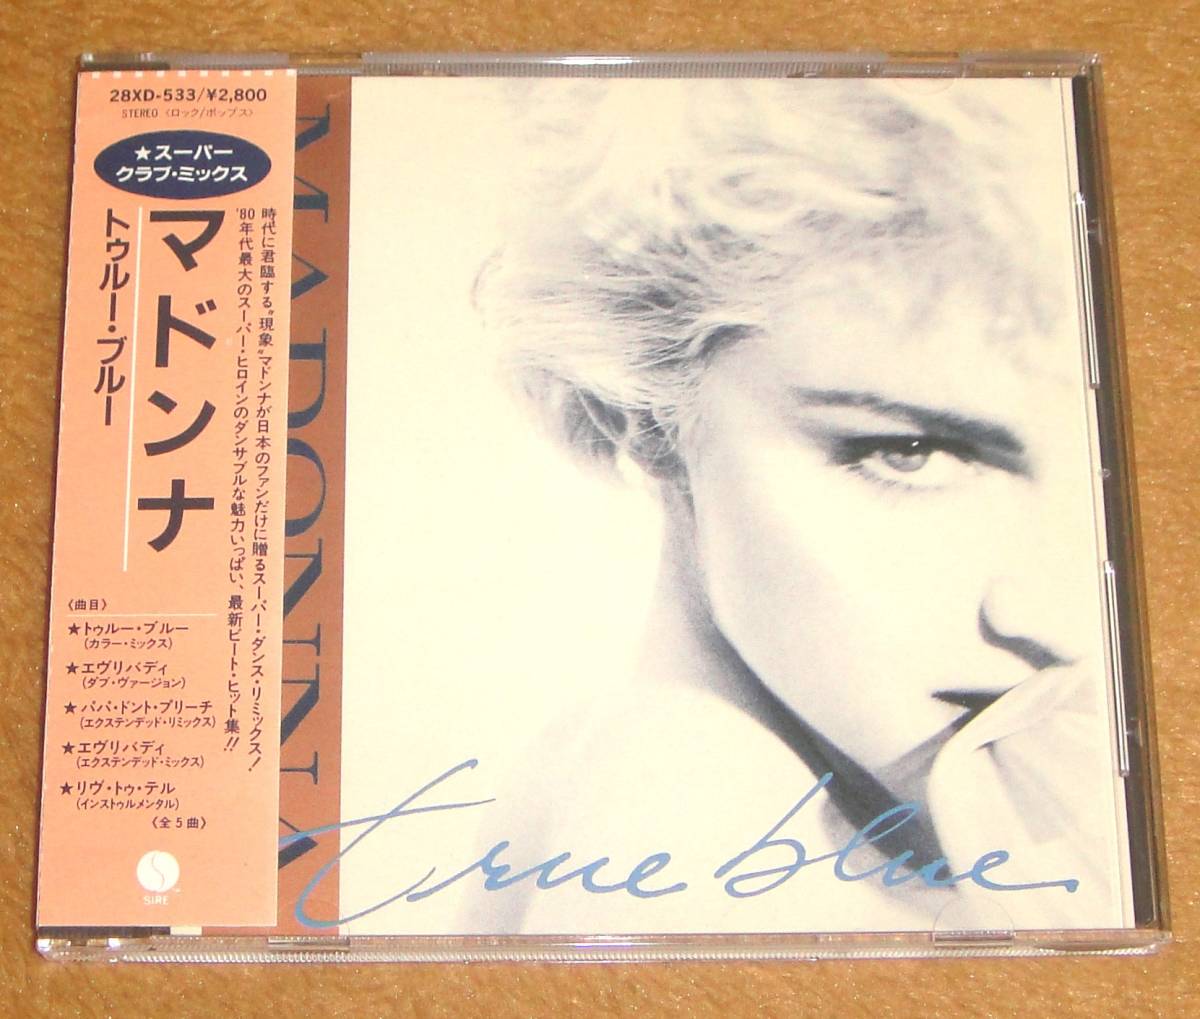 28XD-533/¥2,800
STEREO〈ロック/ポップス〉
★スーパー
クラブ・ミックス
マドンナ
トゥルー・ブルー
時代に君臨する"現象"マドンナが日本のファンだけに贈るスーパー・ダンス・リミックス!
'80年代最大のスーパー・ヒロインのダンサブルな魅力いっぱい、最新ビート・ヒット集!!
〈曲目〉
★トゥルー・ブルー
(カラー・ミックス)
★エヴリバディ
(ダブ・ヴァージョン)
★パパ・ドント・プリーチ
(エクステンデッド・リミックス)
★エヴリバディ
(エクステンデッド・ミックス)
★リヴ・トゥ・テル
(インストゥルメンタル)
〈全5曲〉
SIRE
TM
MADONNA
true blue